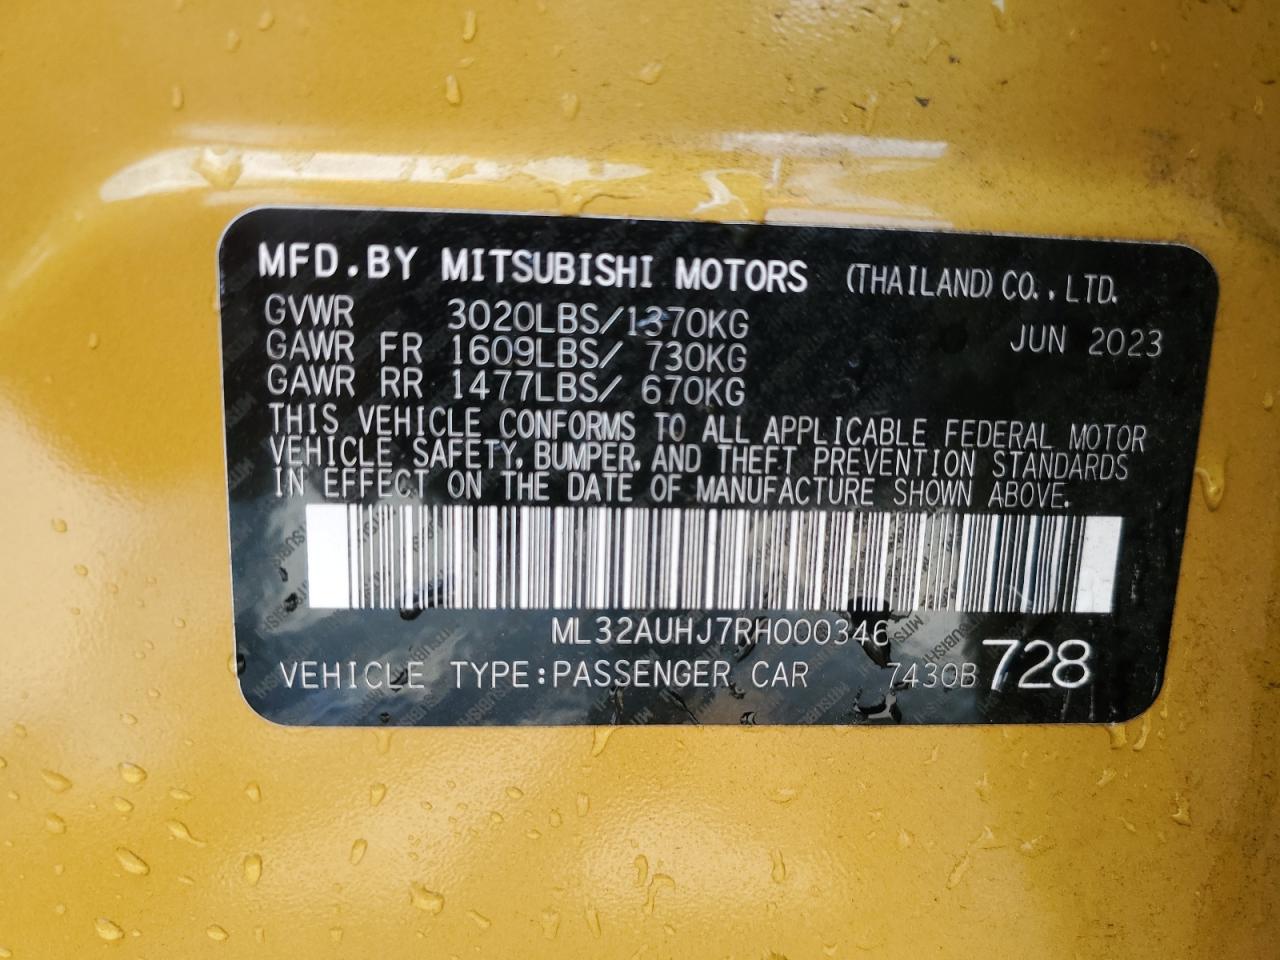 MFD.BY MITSUBISHI MOTORS (THAILAND) CO.,LTD.
GVWR 3020LBS/1370KG JUN 2023
GAWR FR 1609LBS/ 730KG
GAWR RR 1477LBS/ 670KG
THIS VEHICLE CONFORMS TO ALL APPLICABLE FEDERAL MOTOR
VEHICLE SAFETY, BUMPER, AND THEFT PREVENTION STANDARDS
IN EFFECT ON THE DATE OF MANUFACTURE SHOWN ABOVE.
ML32AUHJ7RH000346
VEHICLE TYPE:PASSENGER CAR 7430B 728